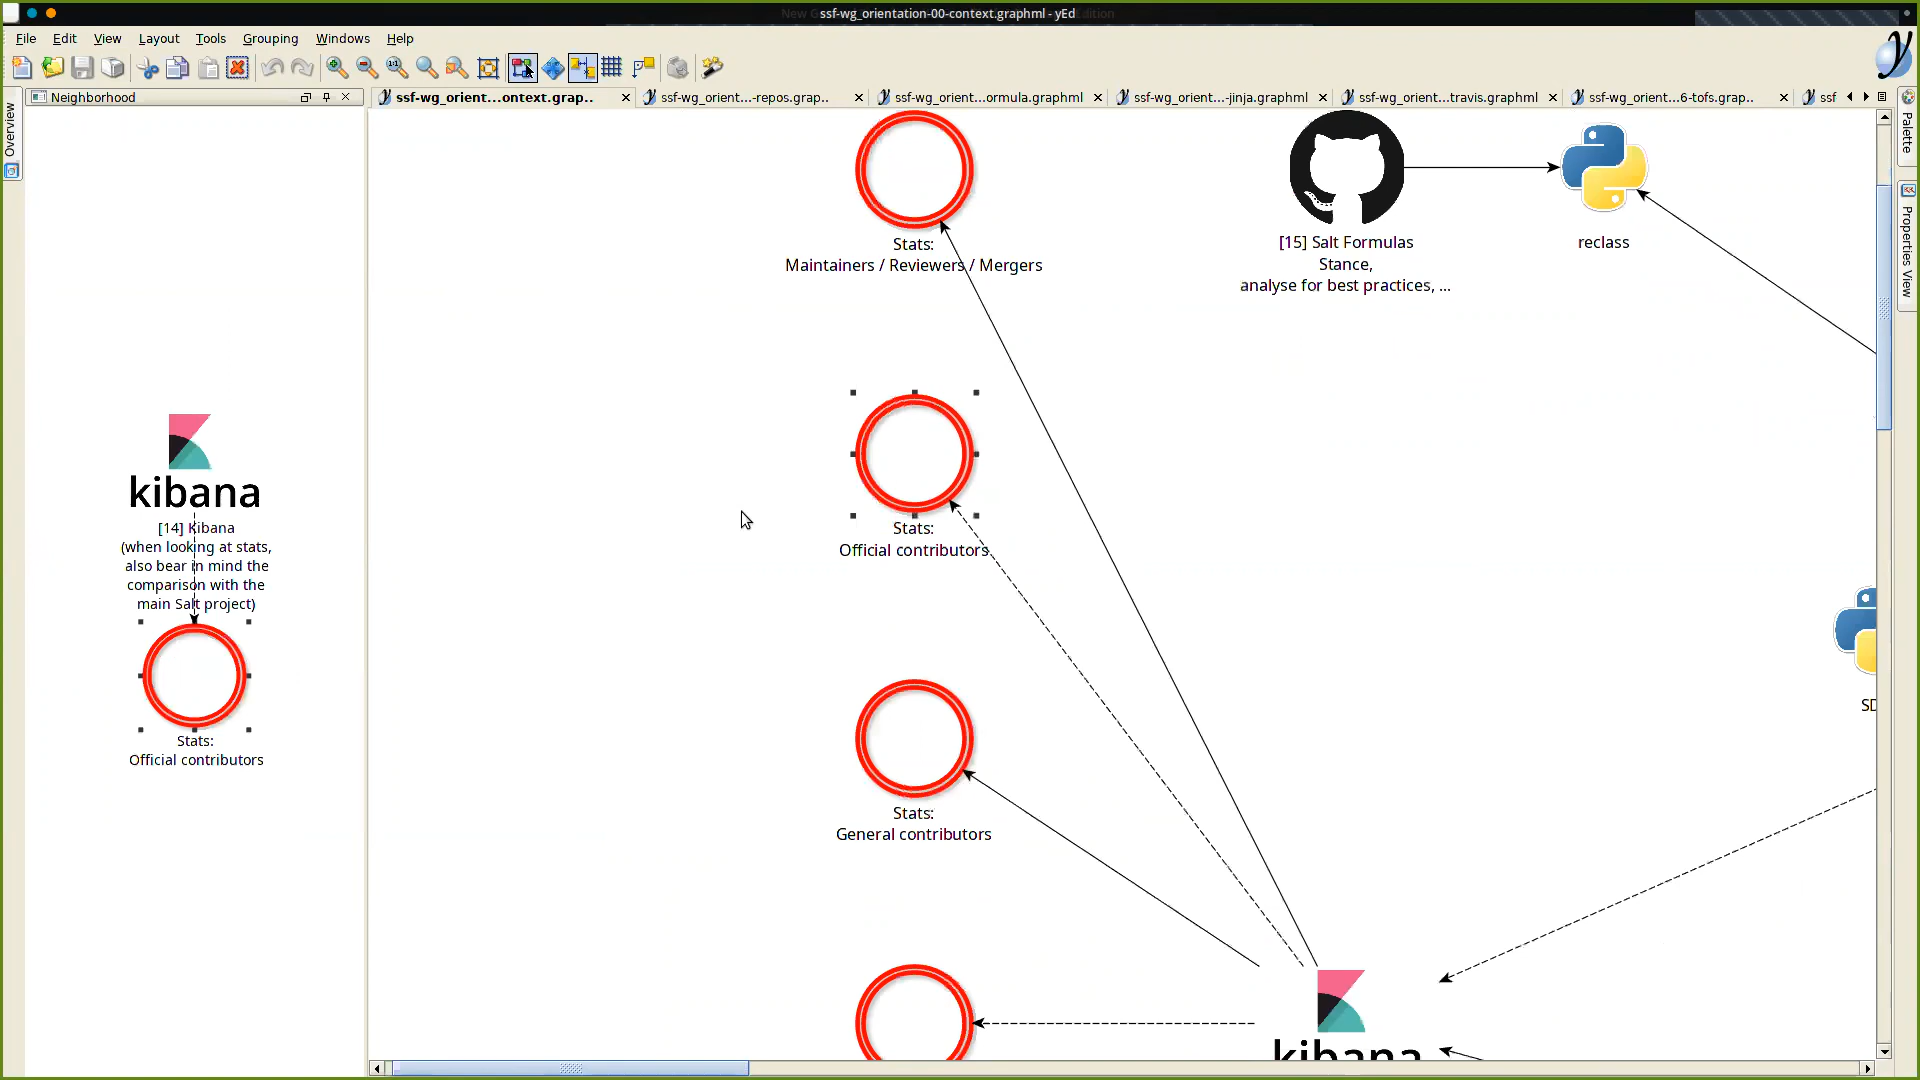 ssf-wg_orientation-00-context.graphml - yEd
File Edit View Layout Tools Grouping Windows Help
Neighborhood
ssf-wg_orient...ontext.grap..
ssf-wg_orient...-repos.grap..
ssf-wg_orient...ormula.graphml
ssf-wg_orient...-jinja.graphml
ssf-wg_orient...travis.graphml
ssf-wg_orient...6-tofs.grap..
ssf
Overview
Palette
Properties View
kibana
[14] Kibana
(when looking at stats,
also bear in mind the
comparison with the
main Salt project)
Stats:
Official contributors
Stats:
Maintainers / Reviewers / Mergers
[15] Salt Formulas
Stance,
analyse for best practices, ...
reclass
Stats:
Official contributors
SD
Stats:
General contributors
kibana